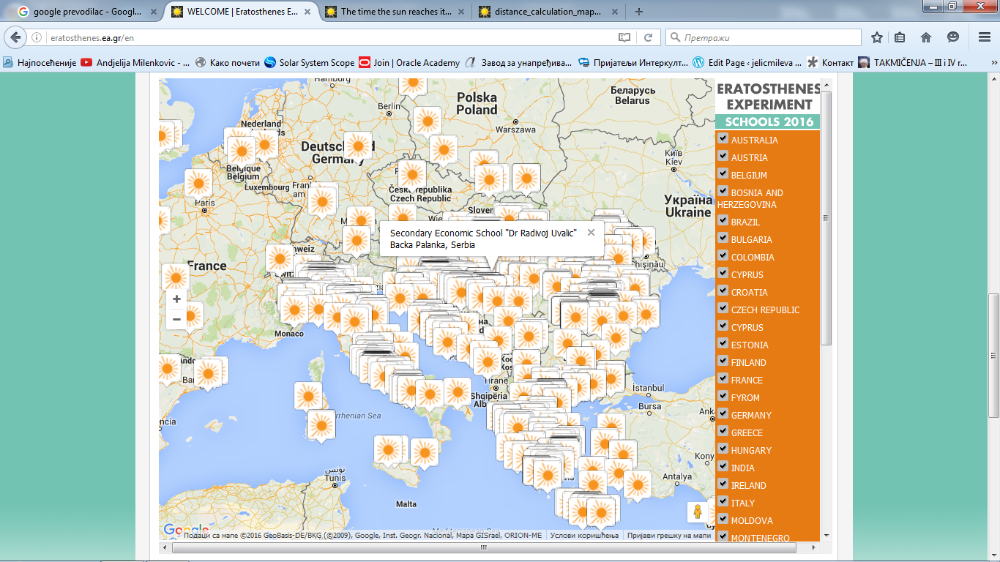 google prevodilac - Googl...
WELCOME | Eratosthenes E...
The time the sun reaches it...
distance_calculation_map...
eratosthenes.ea.gr/en
Претражи
Најпосећеније
Andjelija Milenkovic - ...
Како почети
Solar System Scope
Join | Oracle Academy
Завод за унапређива...
Пријатељи Интеркулт...
Edit Page ‹ jelicmileva ...
Контакт
TAKMIČENJA – III i IV r...
Hamburg
Polska
Poland
Беларусь
Belarus
Berlin
Nederland
Netherlands
Warszawa
Deutschland
Germany
Київ
Kiev
België
Belgique
Belgium
Luxembourg
Paris
Česká republika
Czech Republic
Україна
Ukraine
Secondary Economic School "Dr Radivoj Uvalic"
Backa Palanka, Serbia
France
Chișinău
Monaco
Tiranë
Shqipëria
İstanbul
Bursa
Tyrrhenian Sea
تونس
Tunis
Antalya
Malta
Mediterranean Sea
+
−
Google
Подаци са мапе ©2016 GeoBasis-DE/BKG (©2009), Google, Inst. Geogr. Nacional, Mapa GISrael, ORION-ME
Услови коришћења
Пријави грешку на мапи
ERATOSTHENES
EXPERIMENT
SCHOOLS 2016
AUSTRALIA
AUSTRIA
BELGIUM
BOSNIA AND
HERZEGOVINA
BRAZIL
BULGARIA
COLOMBIA
CYPRUS
CROATIA
CZECH REPUBLIC
CYPRUS
ESTONIA
FINLAND
FRANCE
FYROM
GERMANY
GREECE
HUNGARY
INDIA
IRELAND
ITALY
MOLDOVA
MONTENEGRO